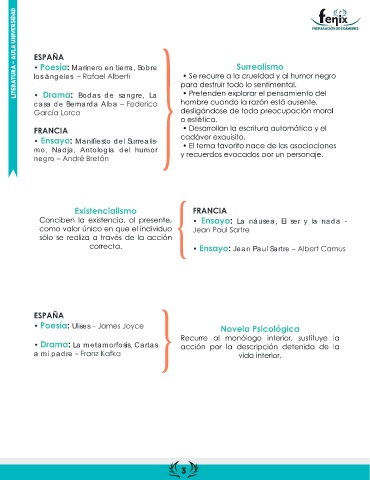 LITERATURA – AULA UNIVERSIDAD
fenix
PREPARACIÓN DE EXÁMENES
ESPAÑA
• Poesía: Marinero en tierra, Sobre
los ángeles – Rafael Alberti
• Drama: Bodas de sangre, La
casa de Bernarda Alba – Federico
García Lorca
FRANCIA
• Ensayo: Manifiesto del Surrealis-
mo, Nadja, Antología del humor
negro – André Bretón
Surrealismo
• Se recurre a la crueldad y al humor negro
para destruir todo lo sentimental.
• Pretenden explorar el pensamiento del
hombre cuando la razón está ausente,
desligándose de toda preocupación moral
o estética.
• Desarrollan la escritura automática y el
cadáver exquisito.
• El tema favorito nace de las asociaciones
y recuerdos evocados por un personaje.
Existencialismo
Conciben la existencia, al presente,
como valor único en que el individuo
sólo se realiza a través de la acción
correcta.
FRANCIA
• Ensayo: La náusea, El ser y la nada -
Jean Paul Sartre
• Ensayo: Jean Paul Sartre – Albert Camus
ESPAÑA
• Poesía: Ulises – James Joyce
• Drama: La metamorfosis, Cartas
a mi padre – Franz Kafka
Novela Psicológica
Recurre al monólogo interior, sustituye la
acción por la descripción detenida de la
vida interior.
3